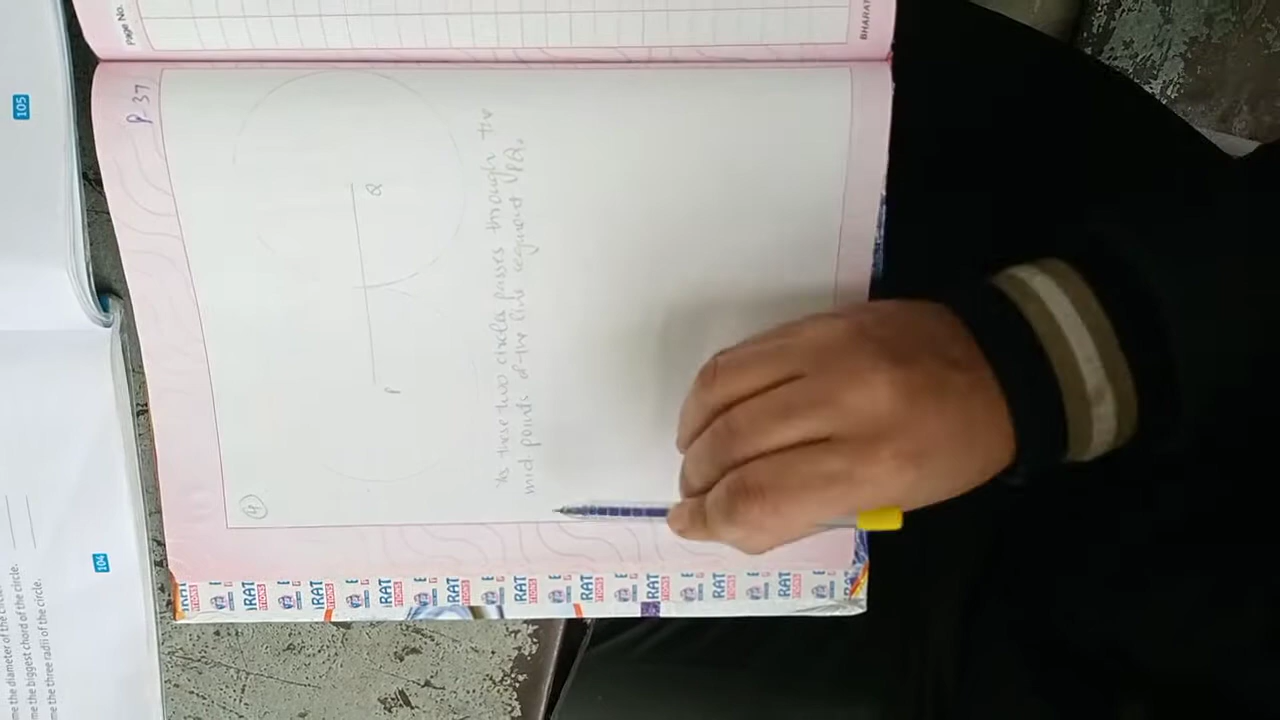 Page No.
BHARAT
P-37
4
Q
P
As these two circles passes through the
mid points of the line segment PQ.
105
104
me the diameter of the circle.
me the biggest chord of the circle.
me the three radii of the circle.